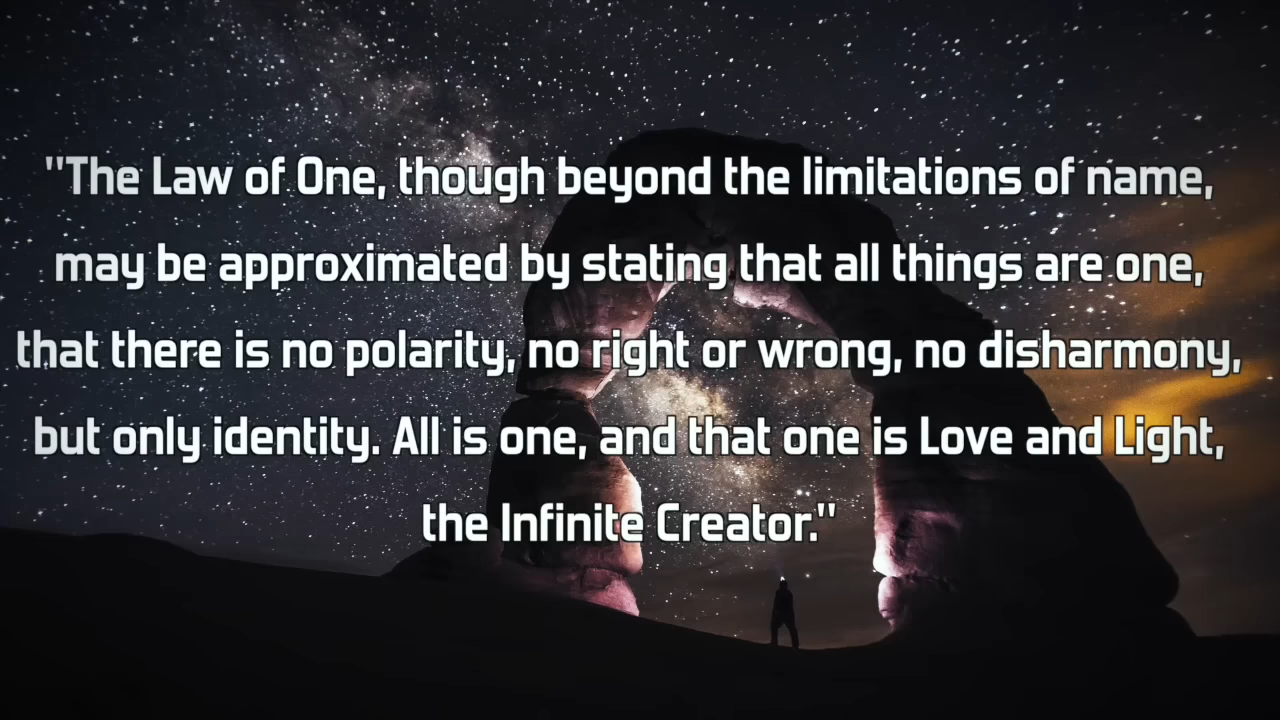 "The Law of One, though beyond the limitations of name,
may be approximated by stating that all things are one,
that there is no polarity, no right or wrong, no disharmony,
but only identity. All is one, and that one is Love and Light,
the Infinite Creator."